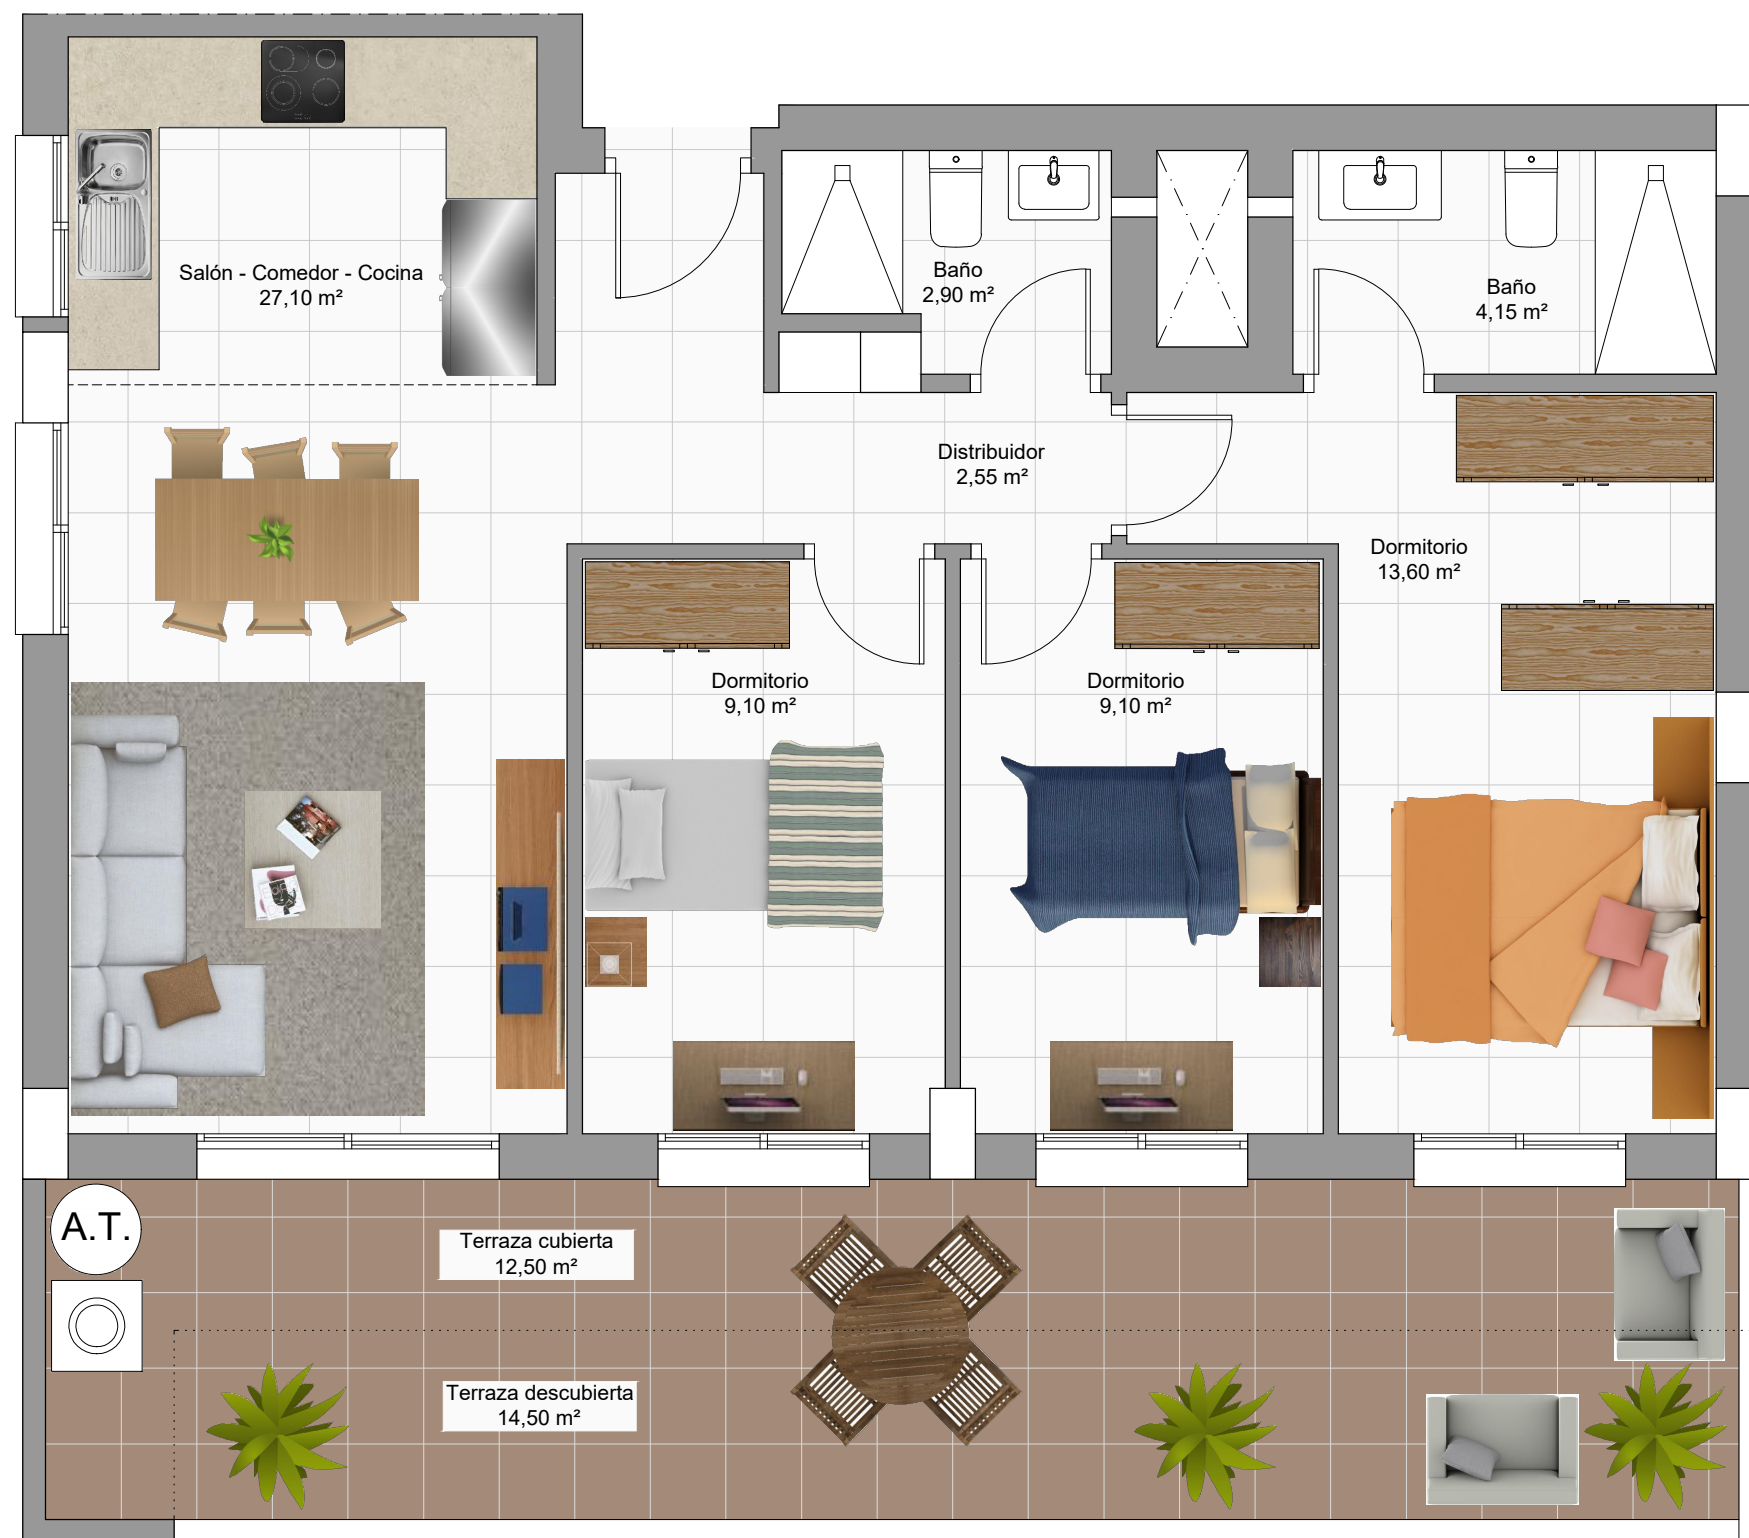 Salón - Comedor - Cocina
27,10 m²
Baño
2,90 m²
Baño
4,15 m²
Distribuidor
2,55 m²
Dormitorio
13,60 m²
Dormitorio
9,10 m²
Dormitorio
9,10 m²
A.T.
Terraza cubierta
12,50 m²
Terraza descubierta
14,50 m²